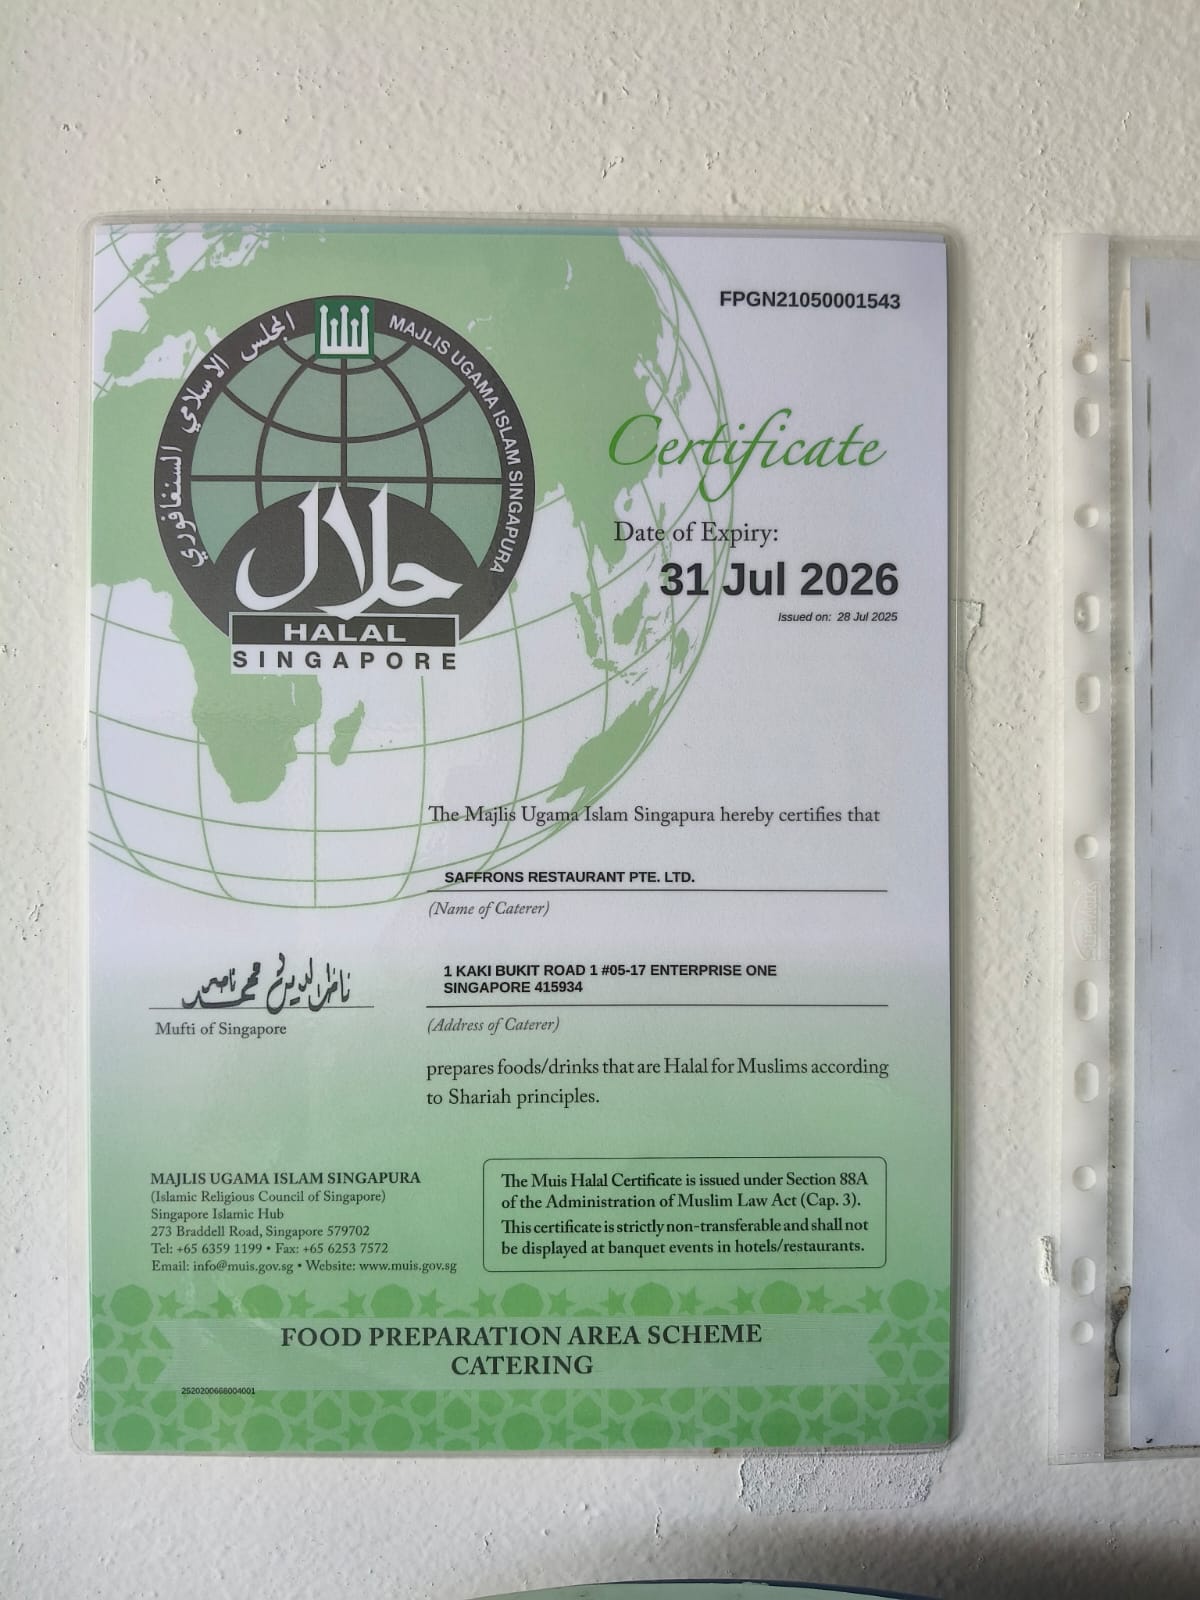 FPGN21050001543
المجلس الاسلامي السنغافوري
MAJLIS UGAMA ISLAM SINGAPURA
حلال
HALAL
SINGAPORE
Certificate
Date of Expiry:
31 Jul 2026
Issued on: 28 Jul 2025
The Majlis Ugama Islam Singapura hereby certifies that
SAFFRONS RESTAURANT PTE. LTD.
(Name of Caterer)
1 KAKI BUKIT ROAD 1 #05-17 ENTERPRISE ONE
SINGAPORE 415934
(Address of Caterer)
Mufti of Singapore
prepares foods/drinks that are Halal for Muslims according
to Shariah principles.
MAJLIS UGAMA ISLAM SINGAPURA
(Islamic Religious Council of Singapore)
Singapore Islamic Hub
273 Braddell Road, Singapore 579702
Tel: +65 6359 1199 • Fax: +65 6253 7572
Email: info@muis.gov.sg • Website: www.muis.gov.sg
The Muis Halal Certificate is issued under Section 88A
of the Administration of Muslim Law Act (Cap. 3).
This certificate is strictly non-transferable and shall not
be displayed at banquet events in hotels/restaurants.
FOOD PREPARATION AREA SCHEME
CATERING
2520200668004001